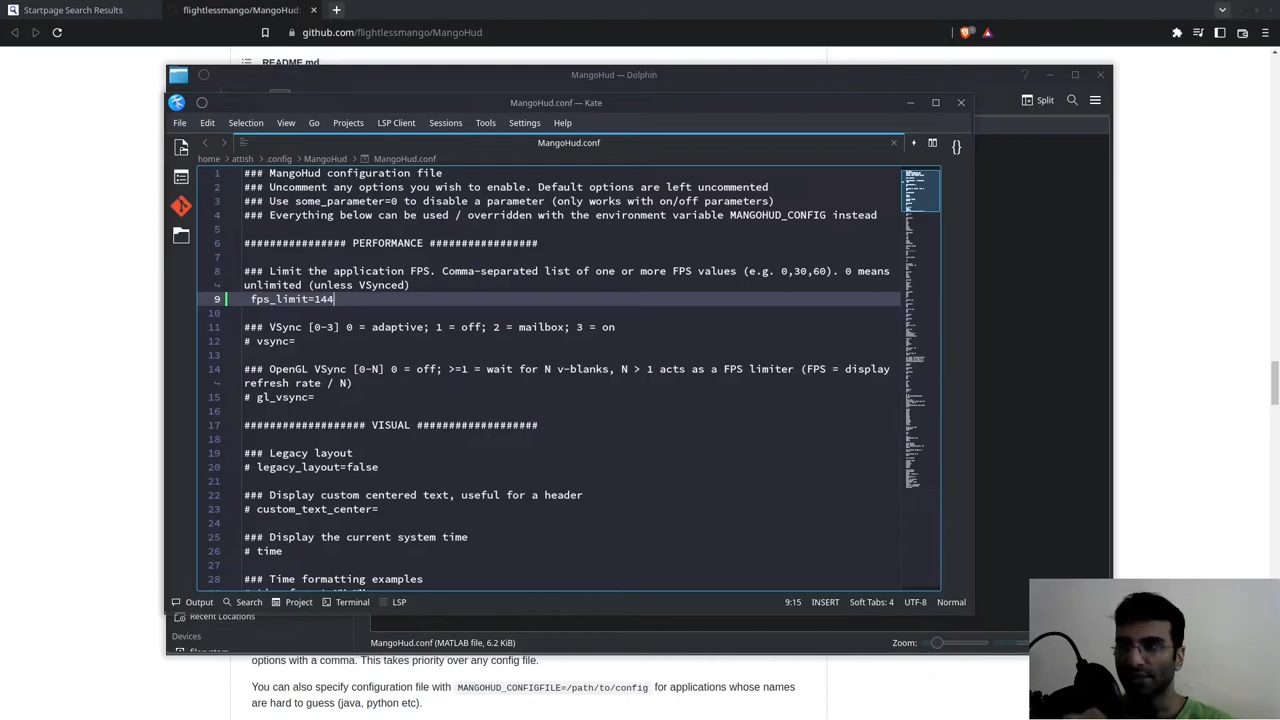 Startpage Search Results
flightlessmango/MangoHud:
github.com/flightlessmango/MangoHud
README.md
MangoHud — Dolphin
Split
MangoHud.conf — Kate
File Edit Selection View Go Projects LSP Client Sessions Tools Settings Help
MangoHud.conf
home attish .config MangoHud MangoHud.conf
1 ### MangoHud configuration file
2 ### Uncomment any options you wish to enable. Default options are left uncommented
3 ### Use some_parameter=0 to disable a parameter (only works with on/off parameters)
4 ### Everything below can be used / overridden with the environment variable MANGOHUD_CONFIG instead
5
6 ################ PERFORMANCE #################
7
8 ### Limit the application FPS. Comma-separated list of one or more FPS values (e.g. 0,30,60). 0 means
unlimited (unless VSynced)
9 fps_limit=144
10
11 ### VSync [0-3] 0 = adaptive; 1 = off; 2 = mailbox; 3 = on
12 # vsync=
13
14 ### OpenGL VSync [0-N] 0 = off; >=1 = wait for N v-blanks, N > 1 acts as a FPS limiter (FPS = display
refresh rate / N)
15 # gl_vsync=
16
17 ################### VISUAL ###################
18
19 ### Legacy layout
20 # legacy_layout=false
21
22 ### Display custom centered text, useful for a header
23 # custom_text_center=
24
25 ### Display the current system time
26 # time
27
28 ### Time formatting examples
Output Search Project Terminal LSP 9:15 INSERT Soft Tabs: 4 UTF-8 Normal
Recent Locations
Devices
MangoHud.conf (MATLAB file, 6.2 KiB) Zoom:
options with a comma. This takes priority over any config file.
You can also specify configuration file with MANGOHUD_CONFIGFILE=/path/to/config for applications whose names
are hard to guess (java, python etc).